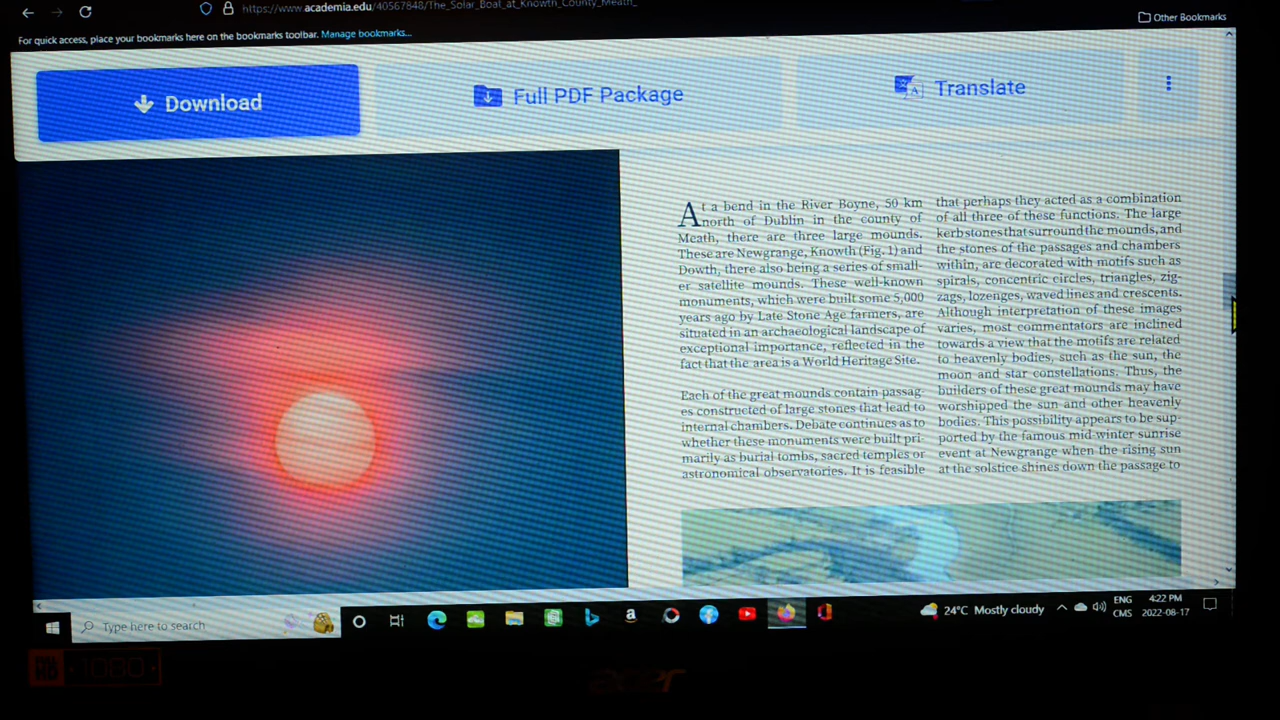 https://www.academia.edu/40567848/The_Solar_Boat_at_Knowth_County_Meath_
Other Bookmarks
For quick access, place your bookmarks here on the bookmarks toolbar. Manage bookmarks...
Download
Full PDF Package
Translate
At a bend in the River Boyne, 50 km
north of Dublin in the county of
Meath, there are three large mounds.
These are Newgrange, Knowth (Fig. 1) and
Dowth, there also being a series of small-
er satellite mounds. These well-known
monuments, which were built some 5,000
years ago by Late Stone Age farmers, are
situated in an archaeological landscape of
exceptional importance, reflected in the
fact that the area is a World Heritage Site.
Each of the great mounds contain passag-
es constructed of large stones that lead to
internal chambers. Debate continues as to
whether these monuments were built pri-
marily as burial tombs, sacred temples or
astronomical observatories. It is feasible
that perhaps they acted as a combination
of all three of these functions. The large
kerbstones that surround the mounds, and
the stones of the passages and chambers
within, are decorated with motifs such as
spirals, concentric circles, triangles, zig-
zags, lozenges, waved lines and crescents.
Although interpretation of these images
varies, most commentators are inclined
towards a view that the motifs are related
to heavenly bodies, such as the sun, the
moon and star constellations. Thus, the
builders of these great mounds may have
worshipped the sun and other heavenly
bodies. This possibility appears to be sup-
ported by the famous mid-winter sunrise
event at Newgrange when the rising sun
at the solstice shines down the passage to
Type here to search
a
24°C Mostly cloudy
ENG
CMS
4:22 PM
2022-08-17
1080
acer